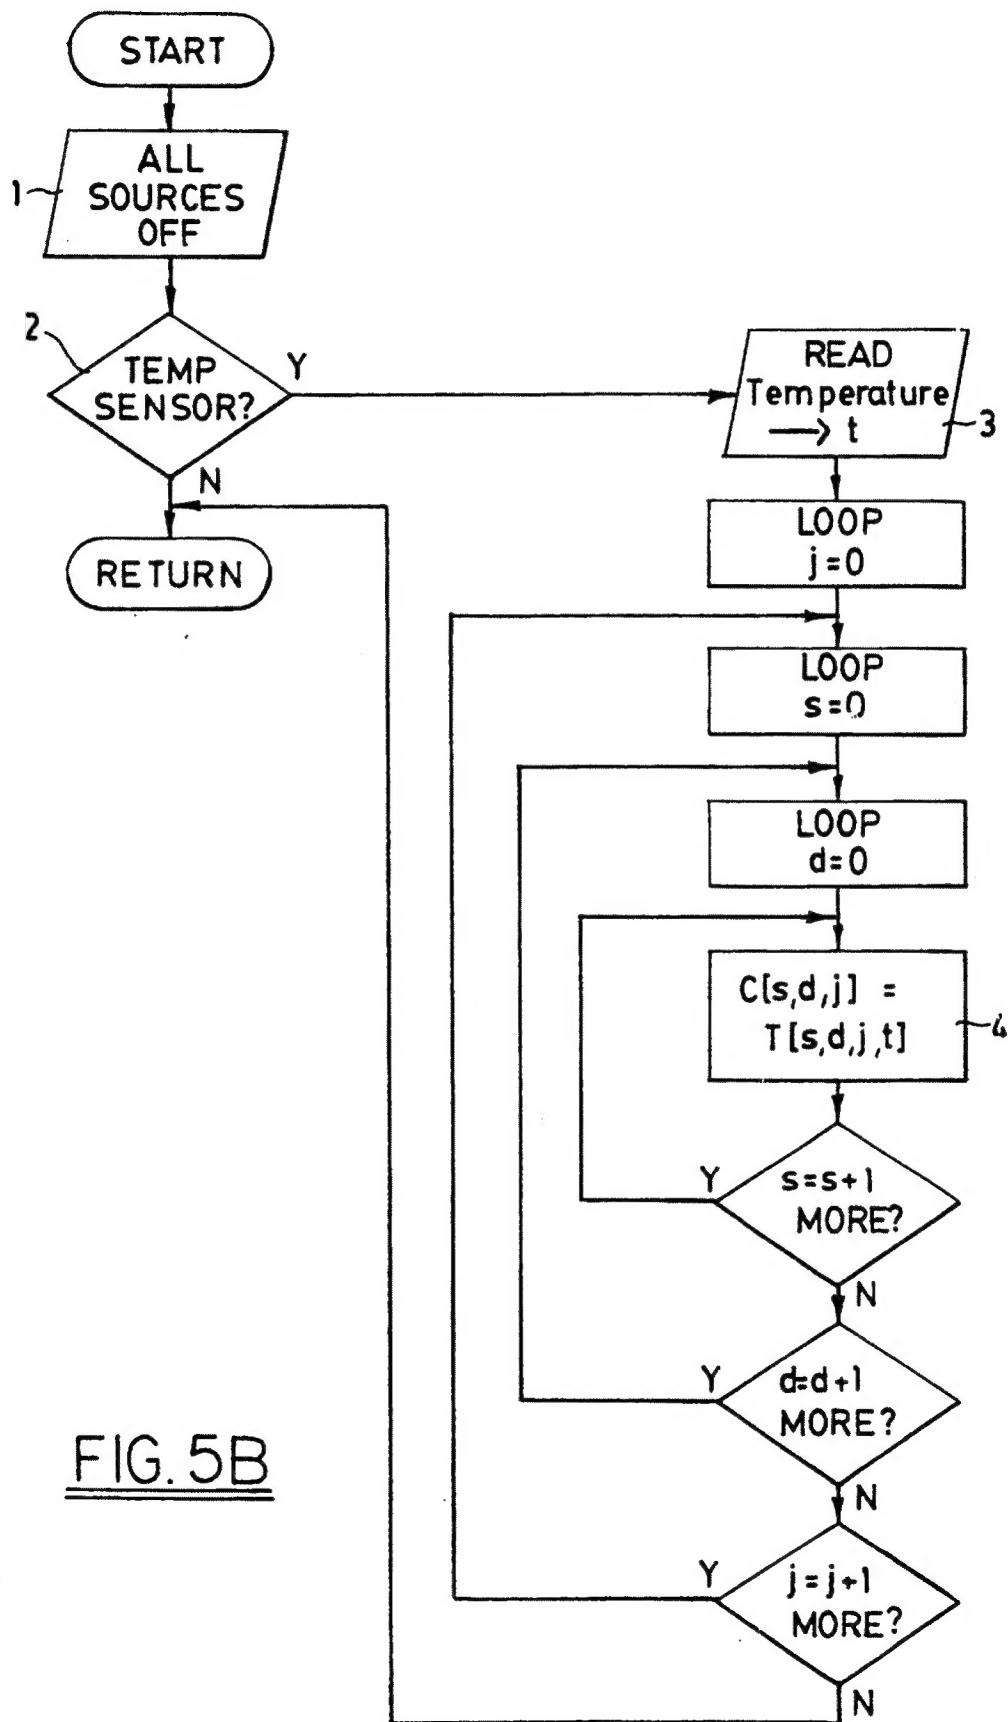 START
1
ALL
SOURCES
OFF
2
TEMP
SENSOR?
Y
N
RETURN
READ
Temperature
⟶ t
3
LOOP
j=0
LOOP
s=0
LOOP
d=0
C[s,d,j] =
T[s,d,j,t]
4
Y
s=s+1
MORE?
N
Y
d=d+1
MORE?
N
Y
j=j+1
MORE?
N
FIG. 5B